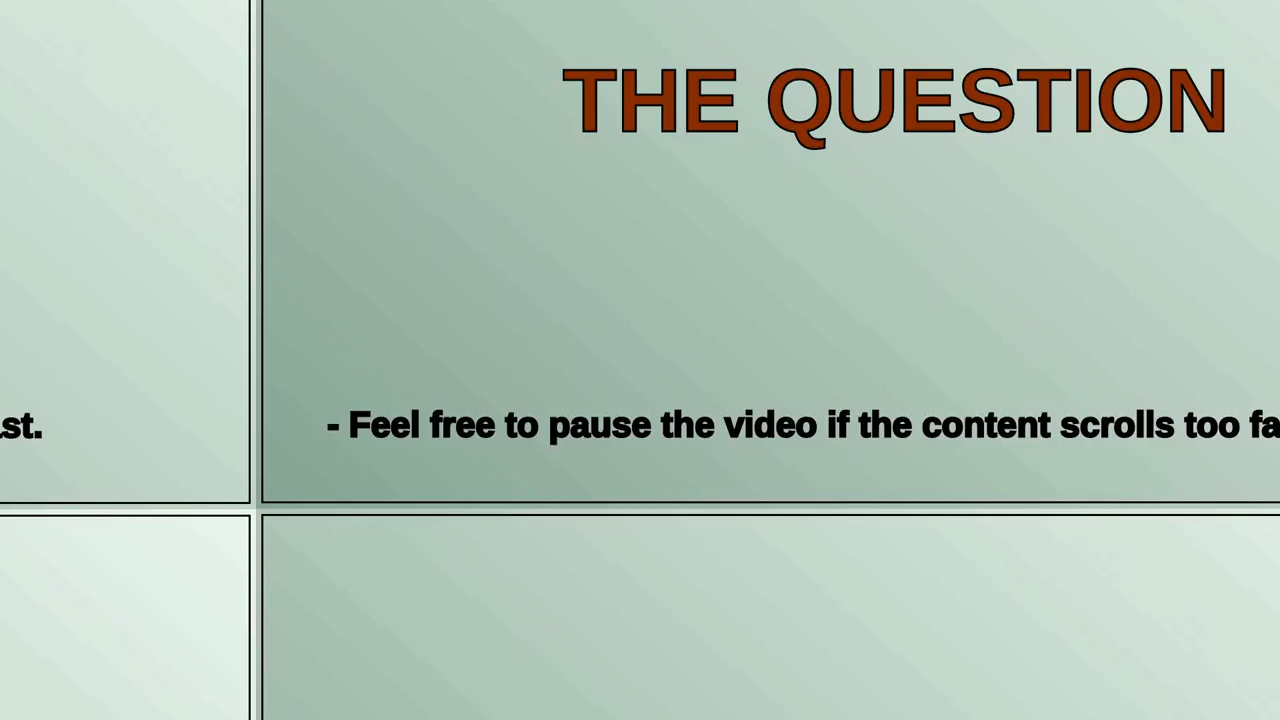 THE QUESTION
st.
- Feel free to pause the video if the content scrolls too fa